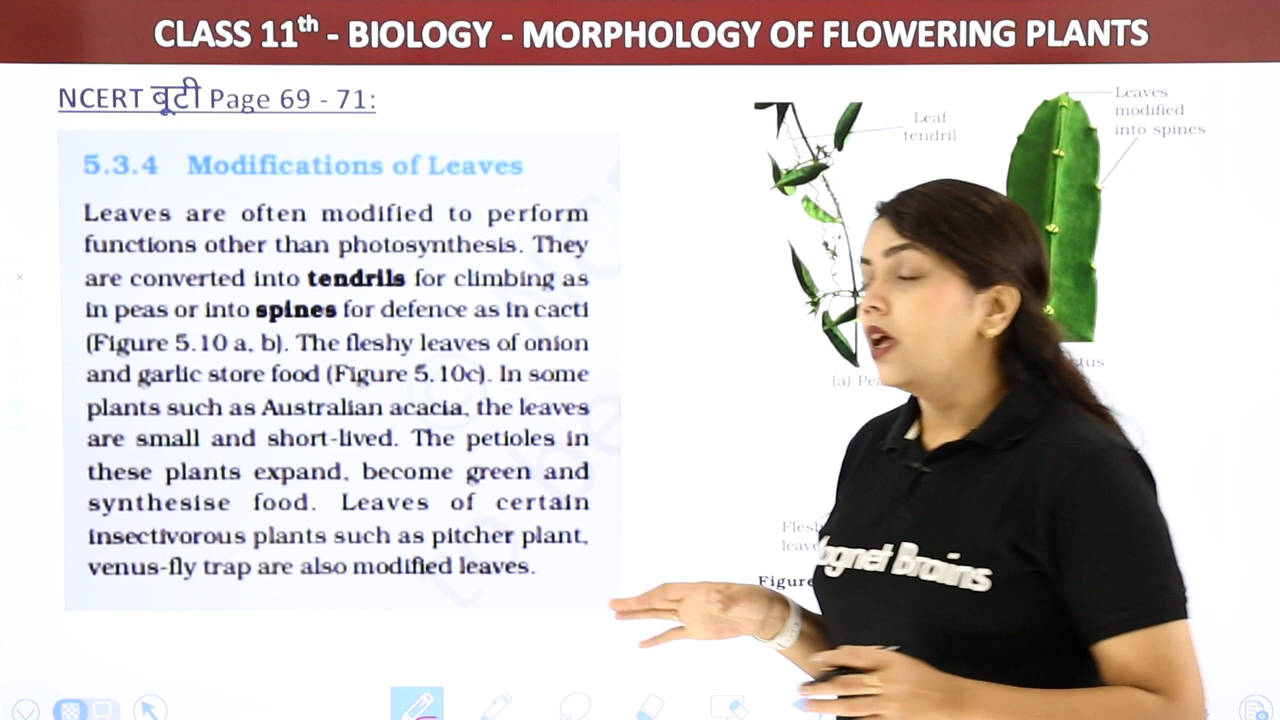 CLASS 11th - BIOLOGY - MORPHOLOGY OF FLOWERING PLANTS
NCERT बूटी Page 69 - 71:
5.3.4 Modifications of Leaves
Leaves are often modified to perform
functions other than photosynthesis. They
are converted into tendrils for climbing as
in peas or into spines for defence as in cacti
(Figure 5.10 a, b). The fleshy leaves of onion
and garlic store food (Figure 5.10c). In some
plants such as Australian acacia, the leaves
are small and short-lived. The petioles in
these plants expand, become green and
synthesise food. Leaves of certain
insectivorous plants such as pitcher plant,
venus-fly trap are also modified leaves.
Leaf
tendril
Leaves
modified
into spines
(a)
Figure
Brains